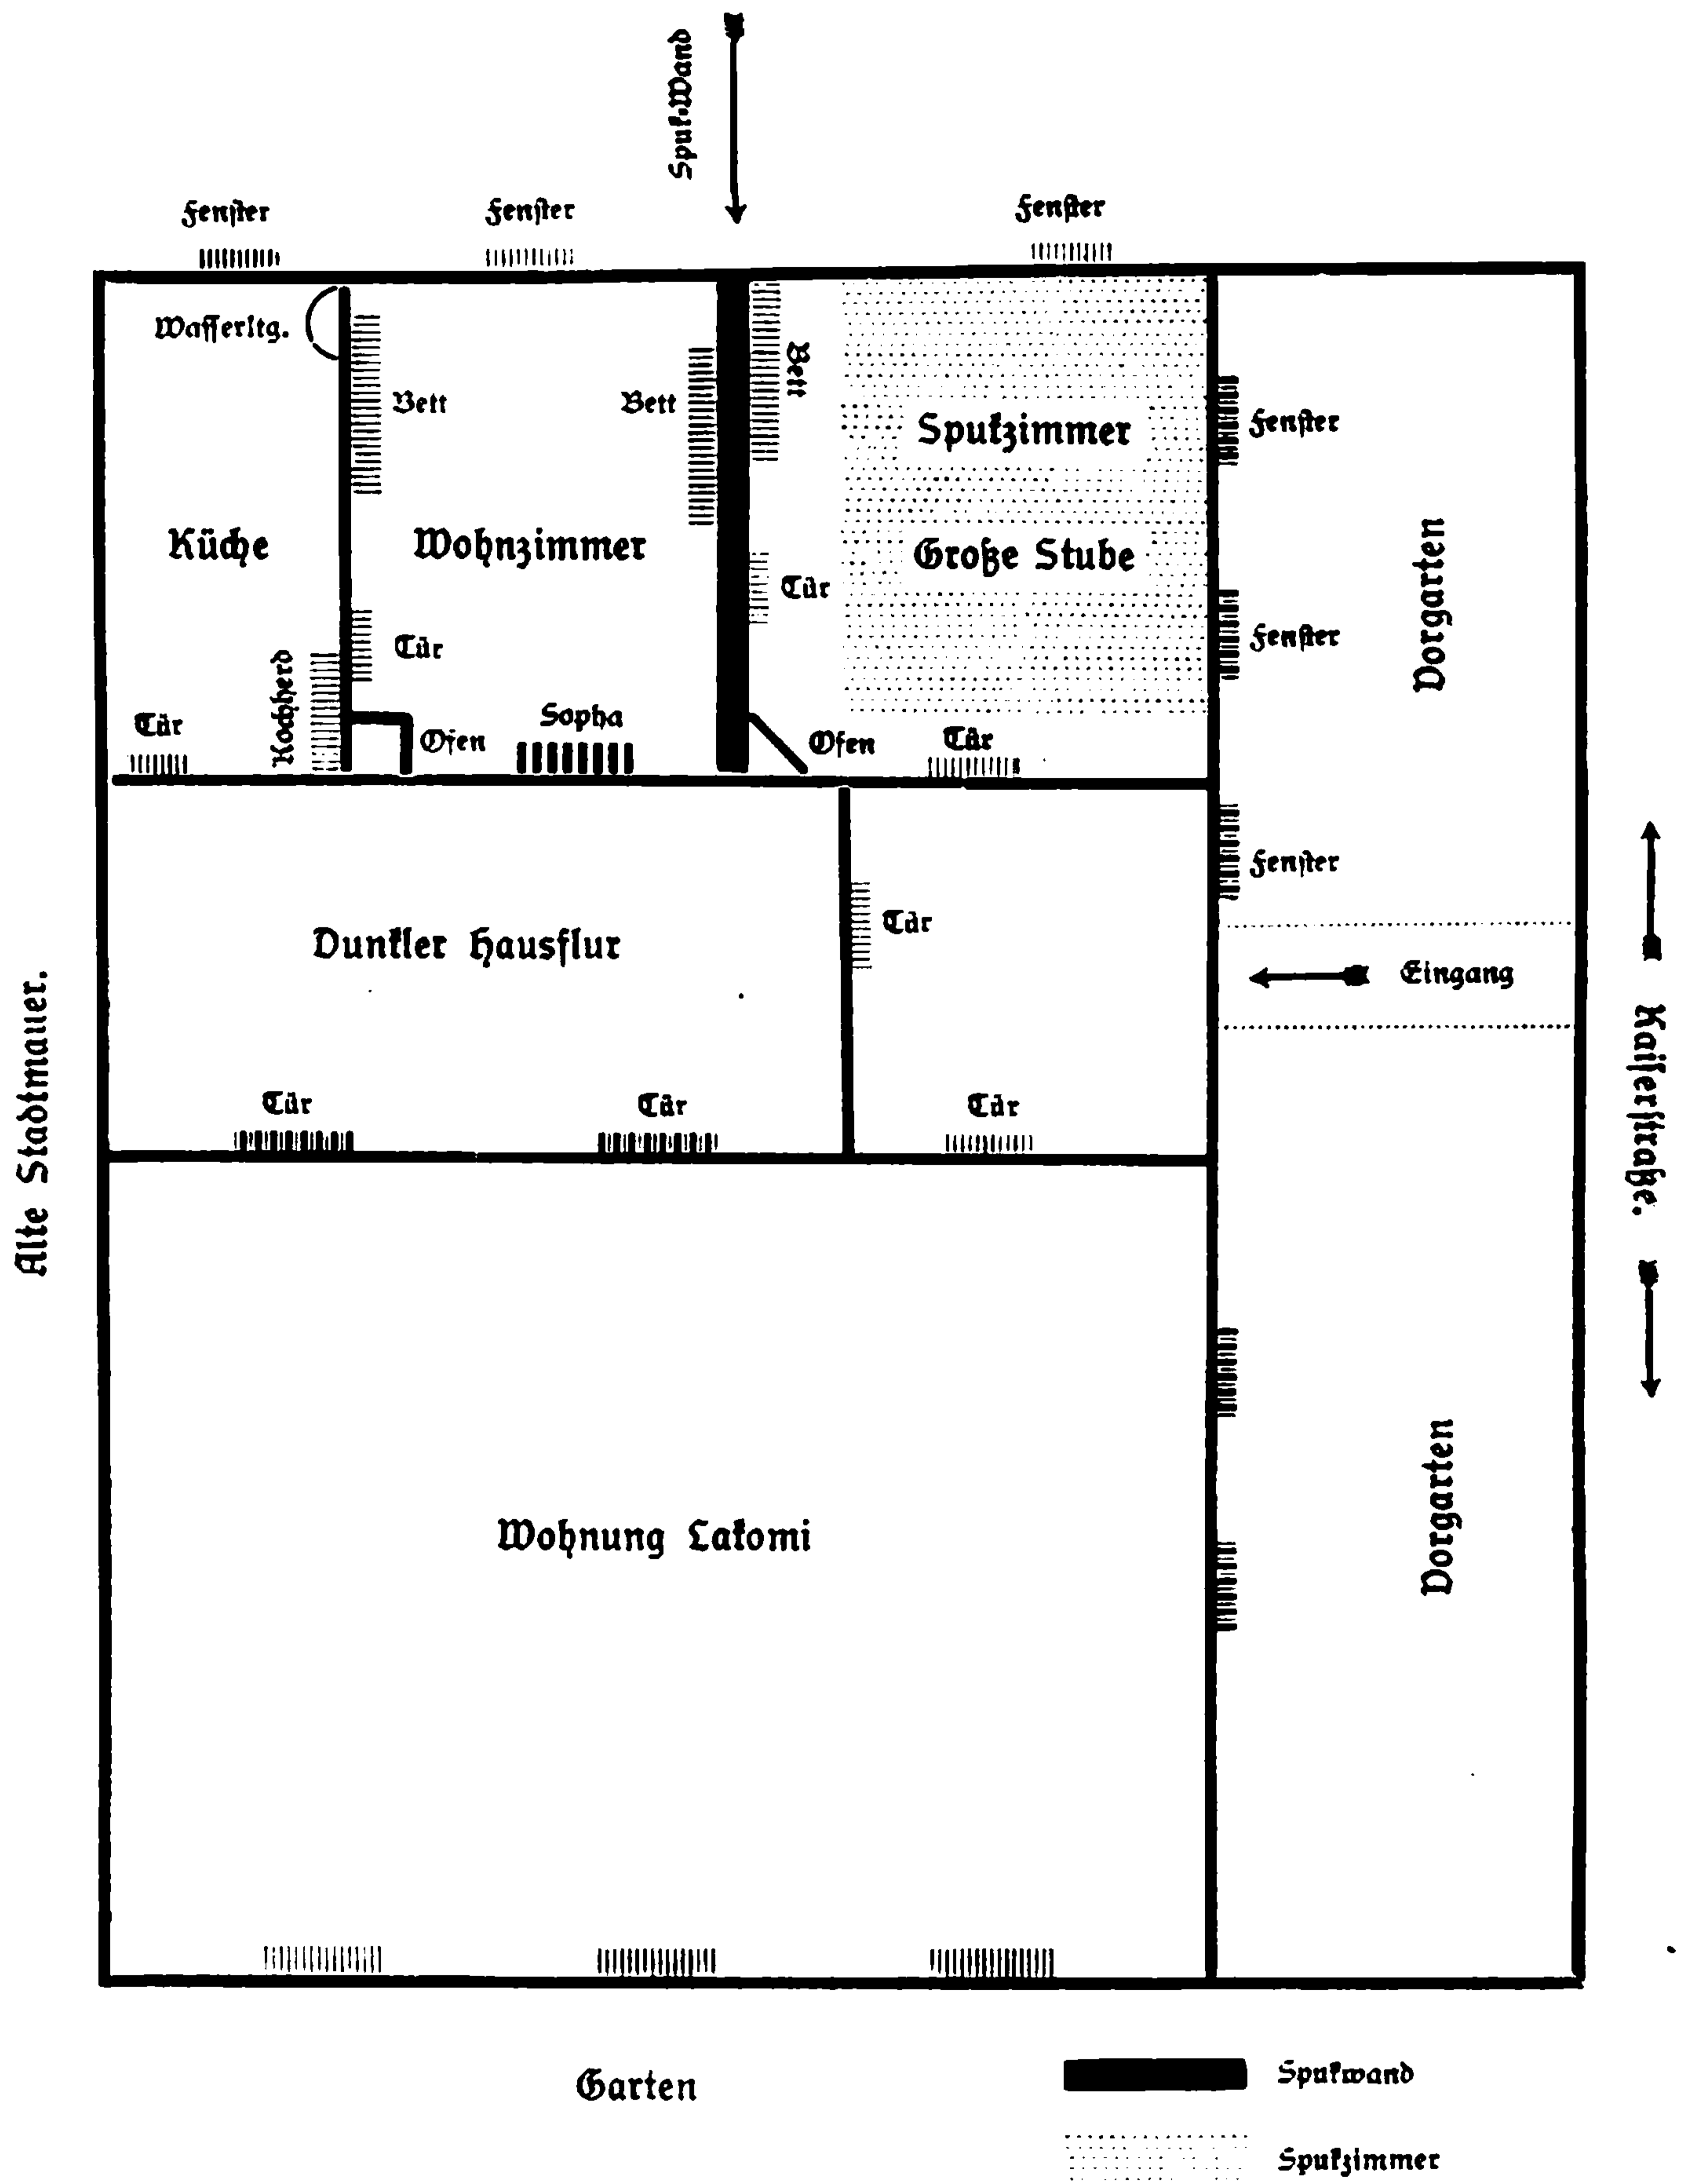 Spuk-Wand
Fenster
Fenster
Fenster
Wasserltg.
Bett
Bett
Bett
Spukzimmer
Fenster
Küche
Wohnzimmer
Große Stube
Tür
Vorgarten
Tür
Fenster
Kochherd
Tür
Ofen
Sopha
Ofen
Tür
Fenster
Dunkler Hausflur
Tür
Eingang
Alte Stadtmauer.
Kaiserstraße.
Tür
Tür
Tür
Wohnung Lakomi
Vorgarten
Garten
Spukwand
Spukzimmer